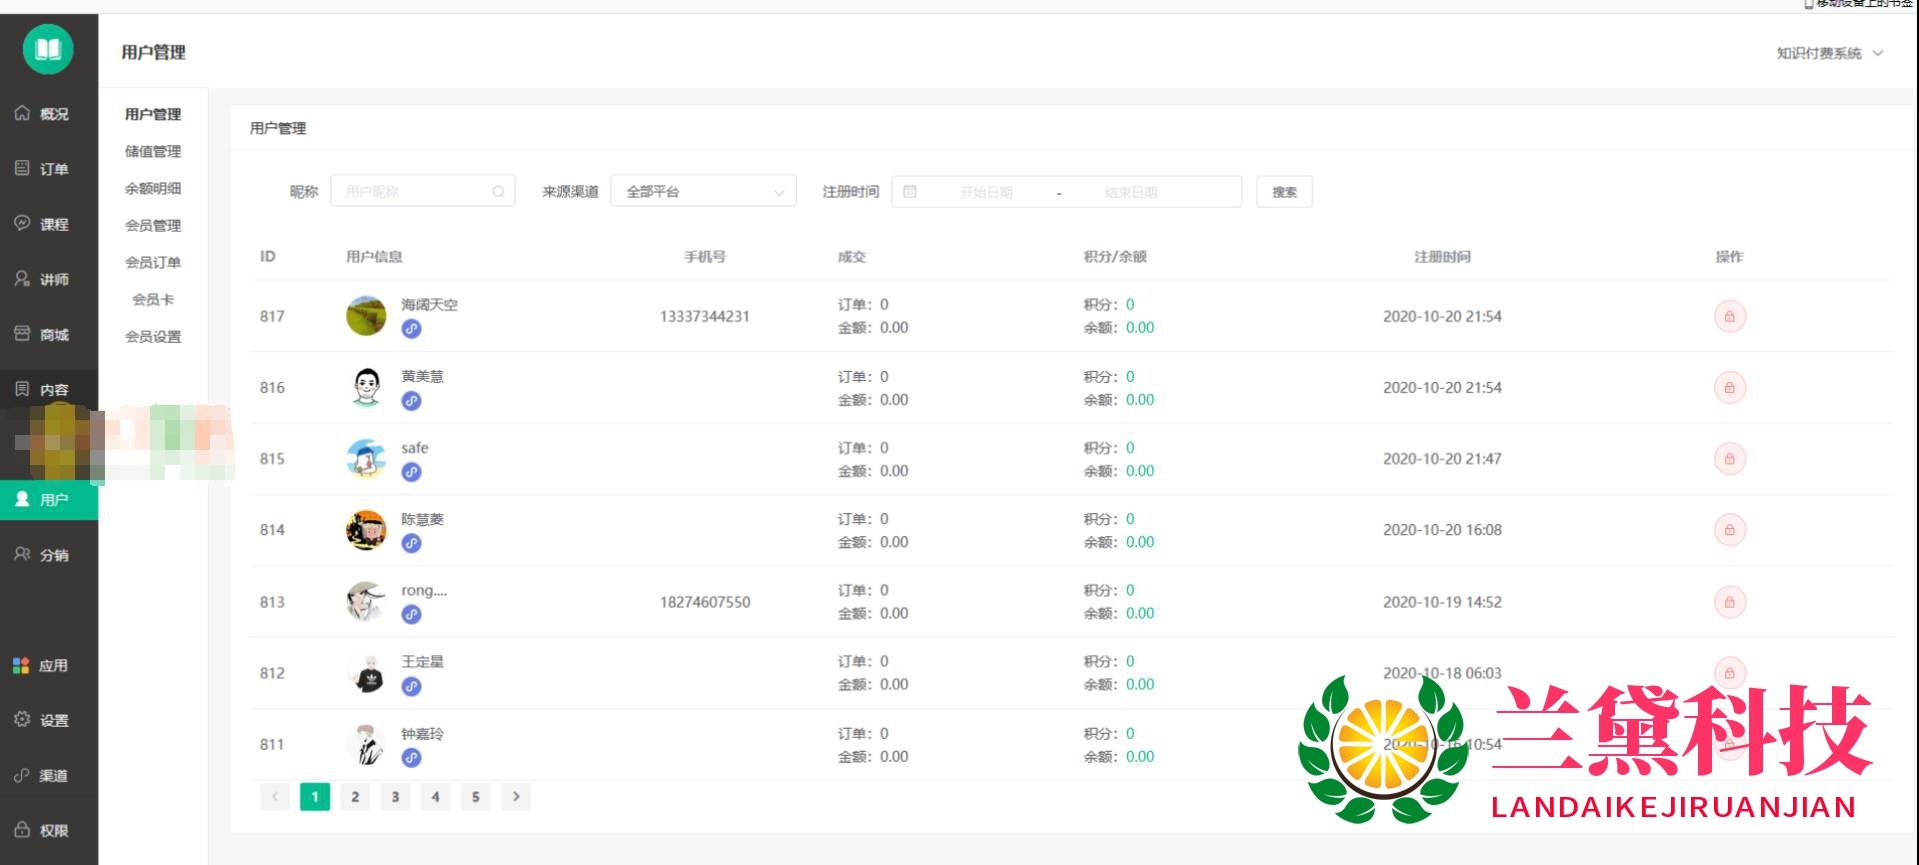 移动设备上的书签
用户管理
知识付费系统
概况
订单
课程
讲师
商城
内容
用户
分销
应用
设置
渠道
权限
用户管理
储值管理
余额明细
会员管理
会员订单
会员卡
会员设置
用户管理
昵称 用户昵称 来源渠道 全部平台 注册时间 开始日期 - 结束日期 搜索
ID 用户信息 手机号 成交 积分/余额 注册时间 操作
817 海阔天空 13337344231 订单：0 积分：0 2020-10-20 21:54
金额：0.00 余额：0.00
816 黄美慧 订单：0 积分：0 2020-10-20 21:54
金额：0.00 余额：0.00
815 safe 订单：0 积分：0 2020-10-20 21:47
金额：0.00 余额：0.00
814 陈慧菱 订单：0 积分：0 2020-10-20 16:08
金额：0.00 余额：0.00
813 rong.... 18274607550 订单：0 积分：0 2020-10-19 14:52
金额：0.00 余额：0.00
812 王定星 订单：0 积分：0 2020-10-18 06:03
金额：0.00 余额：0.00
811 钟嘉玲 订单：0 积分：0 2020-10-16 10:54
金额：0.00 余额：0.00
1 2 3 4 5
兰黛科技
LANDAIKEJIRUANJIAN